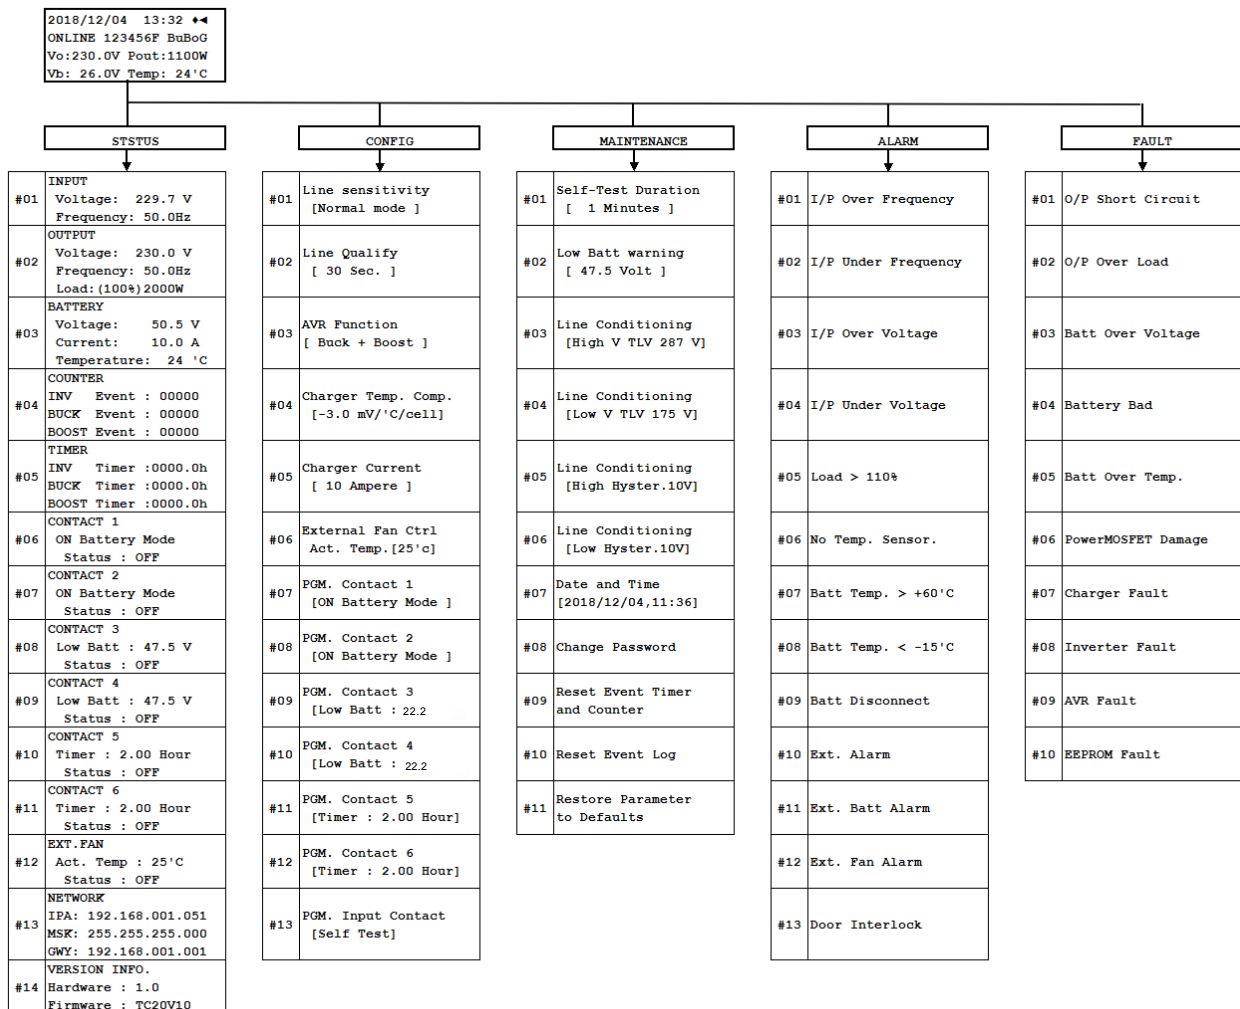 2018/12/04  13:32 ♦◄
ONLINE 123456F BuBoG
Vo:230.0V Pout:1100W
Vb: 26.0V Temp: 24'C
STSTUS
#01
INPUT
Voltage:  229.7 V
Frequency: 50.0Hz
#02
OUTPUT
Voltage:  230.0 V
Frequency: 50.0Hz
Load:(100%)2000W
#03
BATTERY
Voltage:    50.5 V
Current:    10.0 A
Temperature:  24 'C
#04
COUNTER
INV   Event : 00000
BUCK  Event : 00000
BOOST Event : 00000
#05
TIMER
INV   Timer :0000.0h
BUCK  Timer :0000.0h
BOOST Timer :0000.0h
#06
CONTACT 1
ON Battery Mode
Status : OFF
#07
CONTACT 2
ON Battery Mode
Status : OFF
#08
CONTACT 3
Low Batt : 47.5 V
Status : OFF
#09
CONTACT 4
Low Batt : 47.5 V
Status : OFF
#10
CONTACT 5
Timer : 2.00 Hour
Status : OFF
#11
CONTACT 6
Timer : 2.00 Hour
Status : OFF
#12
EXT.FAN
Act. Temp : 25'C
Status : OFF
#13
NETWORK
IPA: 192.168.001.051
MSK: 255.255.255.000
GWY: 192.168.001.001
#14
VERSION INFO.
Hardware : 1.0
Firmware : TC20V10
CONFIG
#01
Line sensitivity
[Normal mode ]
#02
Line Qualify
[ 30 Sec. ]
#03
AVR Function
[ Buck + Boost ]
#04
Charger Temp. Comp.
[-3.0 mV/'C/cell]
#05
Charger Current
[ 10 Ampere ]
#06
External Fan Ctrl
Act. Temp.[25'c]
#07
PGM. Contact 1
[ON Battery Mode ]
#08
PGM. Contact 2
[ON Battery Mode ]
#09
PGM. Contact 3
[Low Batt : 22.2
#10
PGM. Contact 4
[Low Batt : 22.2
#11
PGM. Contact 5
[Timer : 2.00 Hour]
#12
PGM. Contact 6
[Timer : 2.00 Hour]
#13
PGM. Input Contact
[Self Test]
MAINTENANCE
#01
Self-Test Duration
[  1 Minutes ]
#02
Low Batt warning
[ 47.5 Volt ]
#03
Line Conditioning
[High V TLV 287 V]
#04
Line Conditioning
[Low V TLV 175 V]
#05
Line Conditioning
[High Hyster.10V]
#06
Line Conditioning
[Low Hyster.10V]
#07
Date and Time
[2018/12/04,11:36]
#08
Change Password
#09
Reset Event Timer
and Counter
#10
Reset Event Log
#11
Restore Parameter
to Defaults
ALARM
#01 I/P Over Frequency
#02 I/P Under Frequency
#03 I/P Over Voltage
#04 I/P Under Voltage
#05 Load > 110%
#06 No Temp. Sensor.
#07 Batt Temp. > +60'C
#08 Batt Temp. < -15'C
#09 Batt Disconnect
#10 Ext. Alarm
#11 Ext. Batt Alarm
#12 Ext. Fan Alarm
#13 Door Interlock
FAULT
#01 O/P Short Circuit
#02 O/P Over Load
#03 Batt Over Voltage
#04 Battery Bad
#05 Batt Over Temp.
#06 PowerMOSFET Damage
#07 Charger Fault
#08 Inverter Fault
#09 AVR Fault
#10 EEPROM Fault